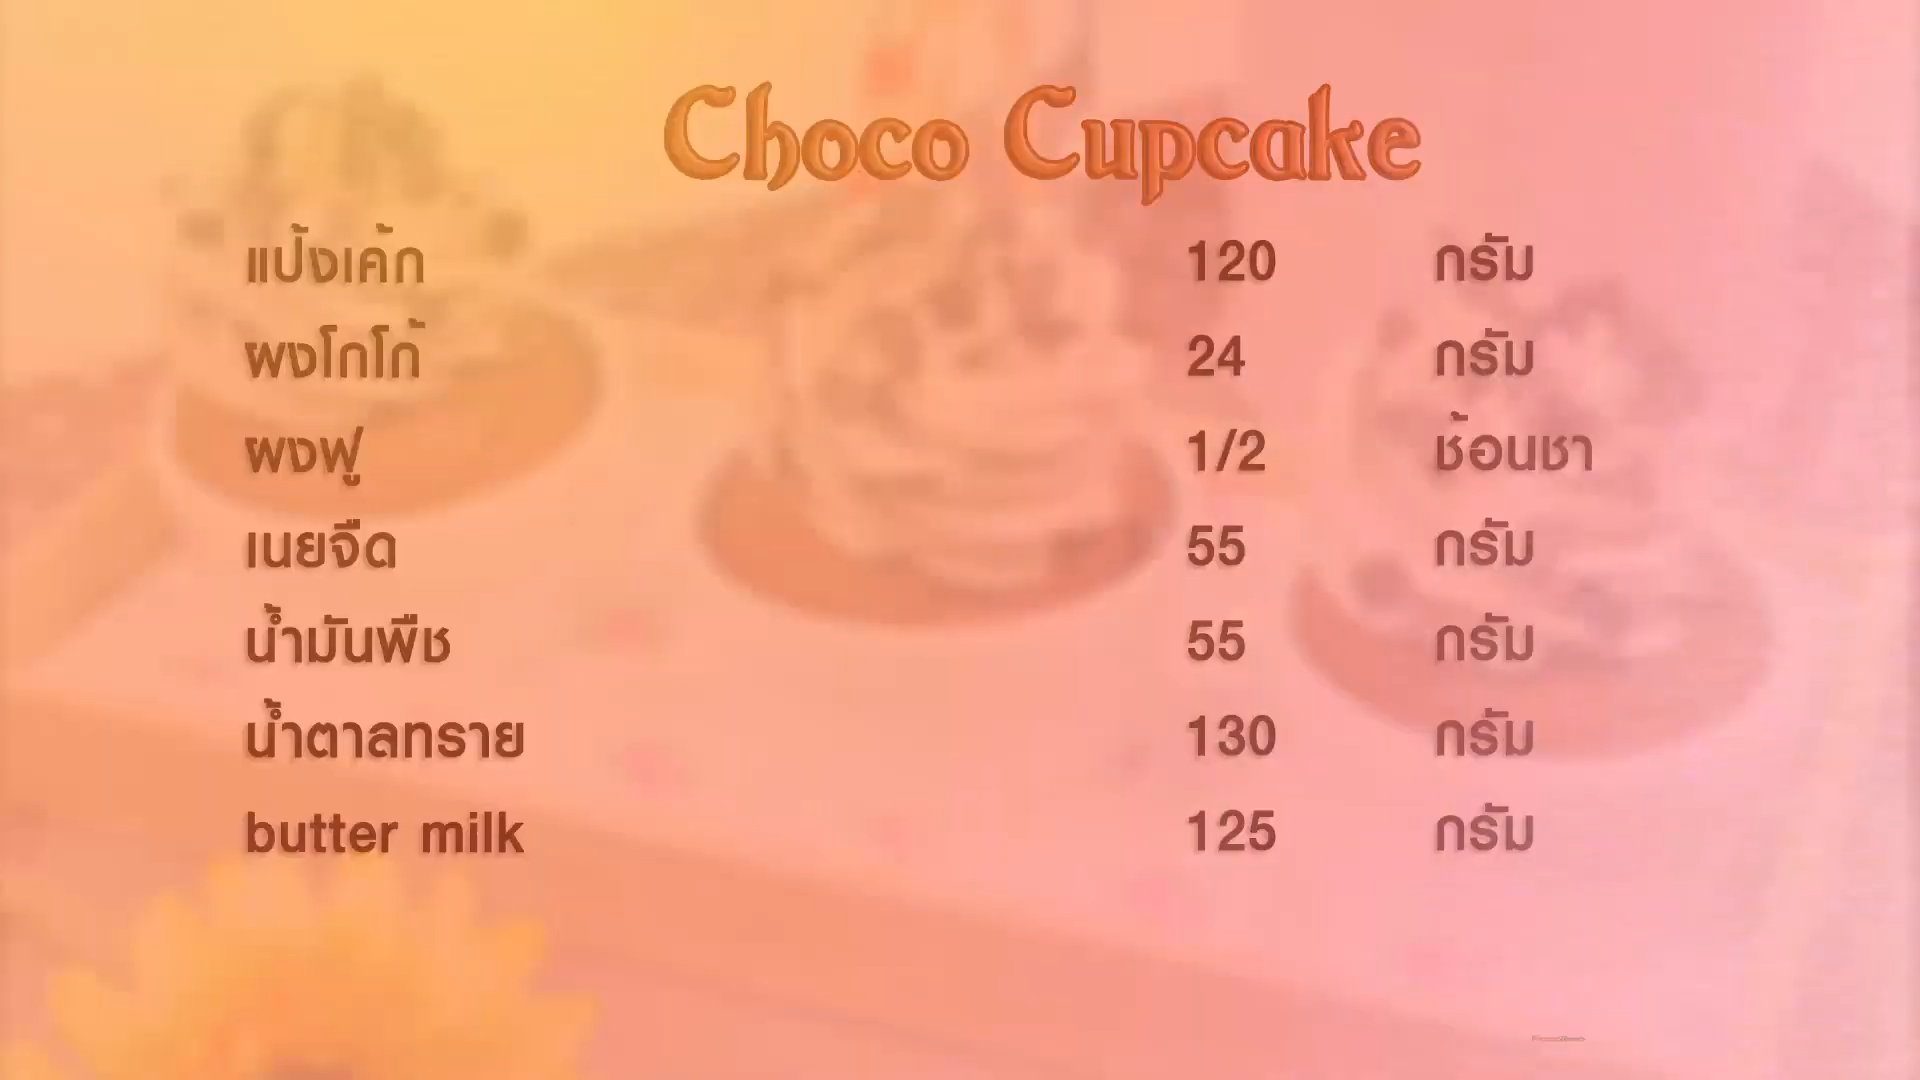 Choco Cupcake
แป้งเค้ก 120 กรัม
ผงโกโก้ 24 กรัม
ผงฟู 1/2 ช้อนชา
เนยจืด 55 กรัม
น้ำมันพืช 55 กรัม
น้ำตาลทราย 130 กรัม
butter milk 125 กรัม